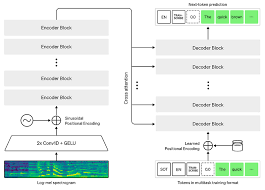 Next-token prediction
EN
TRANS-
CRIBE
0.0
The
quick
brown
Encoder Block
Encoder Block
Encoder Block
Encoder Block
Sinusoidal
Positional Encoding
2x Conv1D + GELU
Log-mel spectrogram
Cross attention
Decoder Block
Decoder Block
Decoder Block
Decoder Block
Learned
Positional Encoding
SOT
EN
TRANS-
CRIBE
0.0
The
quick
Tokens in multitask training format